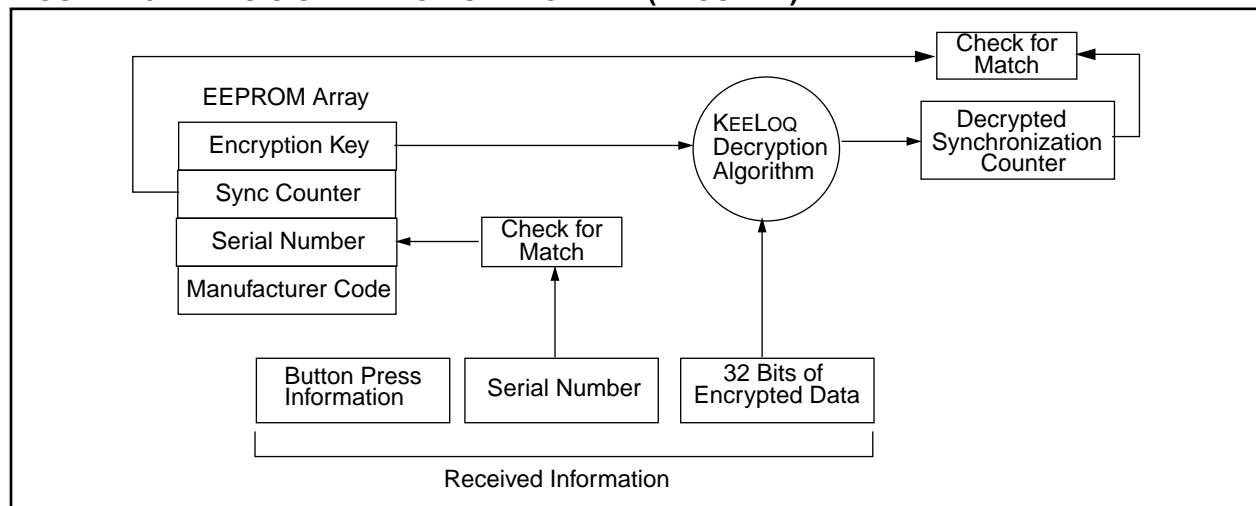 Check for
Match
EEPROM Array
KEELOQ
Decryption
Algorithm
Decrypted
Synchronization
Counter
Encryption Key
Sync Counter
Serial Number
Check for
Match
Manufacturer Code
Button Press
Information
Serial Number
32 Bits of
Encrypted Data
Received Information